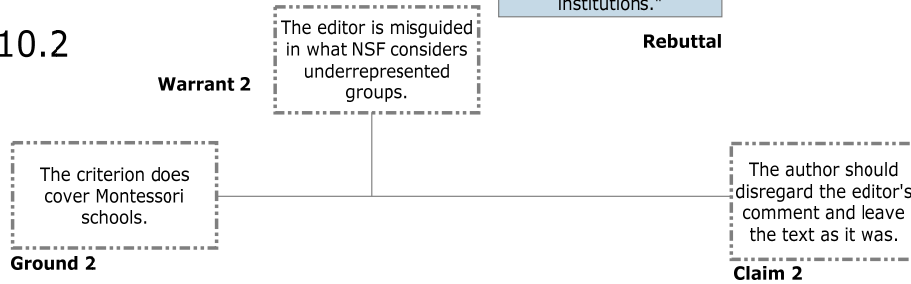 institutions."
Rebuttal
10.2
The editor is misguided
in what NSF considers
underrepresented
groups.
Warrant 2
The criterion does
cover Montessori
schools.
Ground 2
The author should
disregard the editor's
comment and leave
the text as it was.
Claim 2